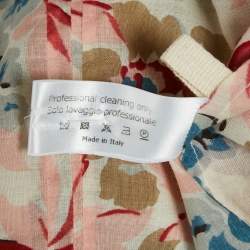 Professional cleaning only
Solo lavaggio professionale
Made in Italy